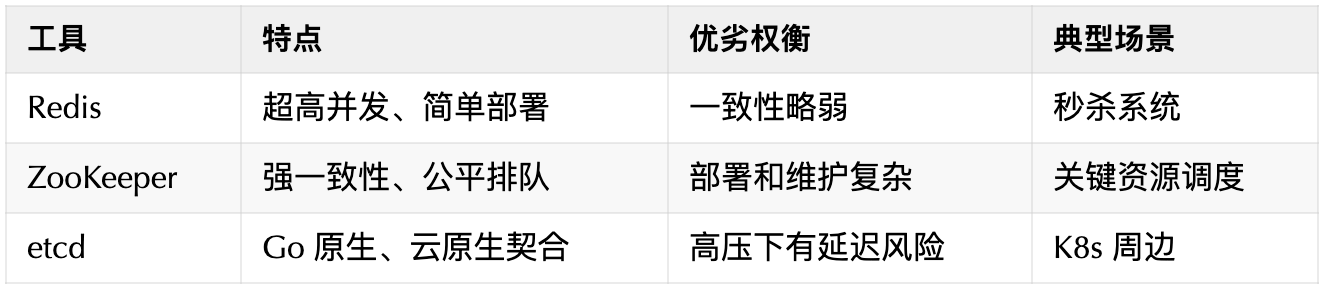 工具 特点 优劣权衡 典型场景
Redis 超高并发、简单部署 一致性略弱 秒杀系统
ZooKeeper 强一致性、公平排队 部署和维护复杂 关键资源调度
etcd Go 原生、云原生契合 高压下有延迟风险 K8s 周边